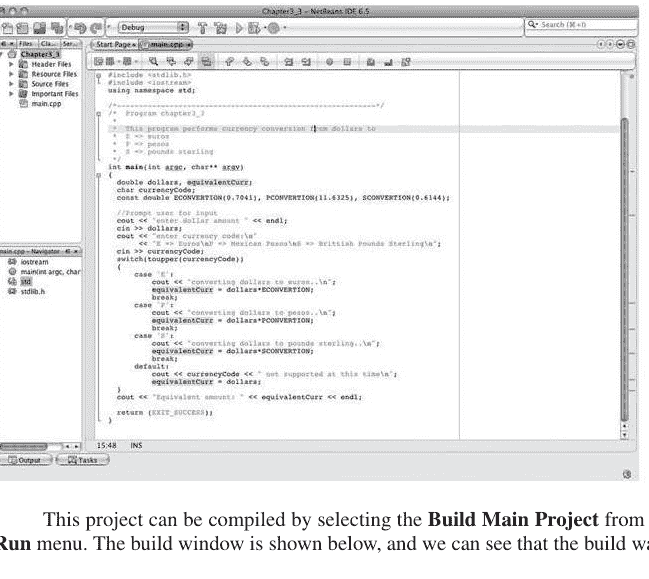 Chapter3_3 – NetBeans IDE 6.5
Debug
Search (⌘+I)
Files Cla... Ser...
Start Page main.cpp
Chapter3_3
Header Files
Resource Files
Source Files
Important Files
main.cpp
#include <stdlib.h>
#include <iostream>
using namespace std;
/*------------------------------------------------------------*/
/* Program chapter3_3
*
* This program performs currency conversion from dollars to
* E => euros
* P => pesos
* S => pounds sterling
*/
int main(int argc, char** argv)
{
double dollars, equivalentCurr;
char currencyCode;
const double ECONVERTION(0.7041), PCONVERTION(11.6325), SCONVERTION(0.6144);
//Prompt user for input
cout << "enter dollar amount " << endl;
cin >> dollars;
cout << "enter currency code:\n"
<< "E => Euros\nP => Mexican Pesos\nS => British Pounds Sterling\n";
cin >> currencyCode;
switch(toupper(currencyCode))
{
case 'E':
cout << "converting dollars to euros..\n";
equivalentCurr = dollars*ECONVERTION;
break;
case 'P':
cout << "converting dollars to pesos..\n";
equivalentCurr = dollars*PCONVERTION;
break;
case 'S':
cout << "converting dollars to pounds sterling..\n";
equivalentCurr = dollars*SCONVERTION;
break;
default:
cout << currencyCode << " not supported at this time\n";
equivalentCurr = dollars;
}
cout << "Equivalent amount: " << equivalentCurr << endl;
return (EXIT_SUCCESS);
}
main.cpp – Navigator
iostream
main(int argc, char
std
stdlib.h
15:48 INS
Output Tasks
This project can be compiled by selecting the Build Main Project from
Run menu. The build window is shown below, and we can see that the build wa